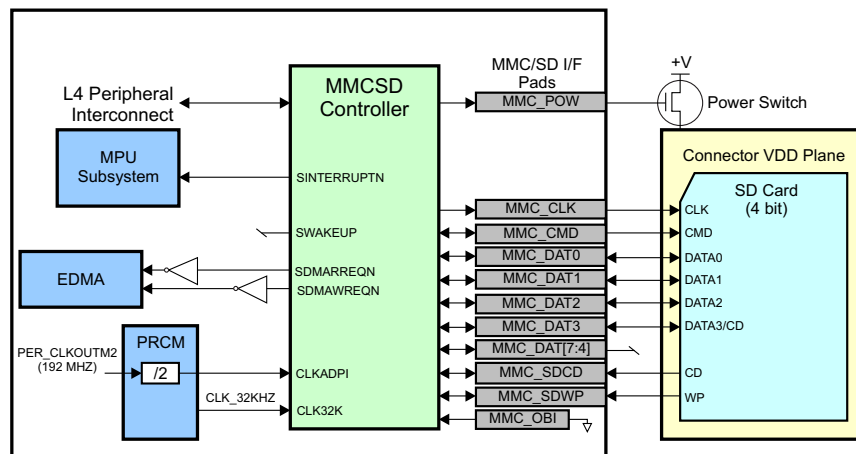 MMC/SD I/F
Pads
+V
L4 Peripheral
Interconnect
MMCSD
Controller
MMC_POW
Power Switch
MPU
Subsystem
SINTERRUPTN
Connector VDD Plane
SD Card
(4 bit)
MMC_CLK
CLK
SWAKEUP
MMC_CMD
CMD
MMC_DAT0
DATA0
EDMA
SDMARREQN
SDMAWREQN
MMC_DAT1
DATA1
MMC_DAT2
DATA2
MMC_DAT3
DATA3/CD
PRCM
MMC_DAT[7:4]
PER_CLKOUTM2
(192 MHZ)
/2
CLKADPI
MMC_SDCD
CD
CLK_32KHZ
MMC_SDWP
WP
CLK32K
MMC_OBI